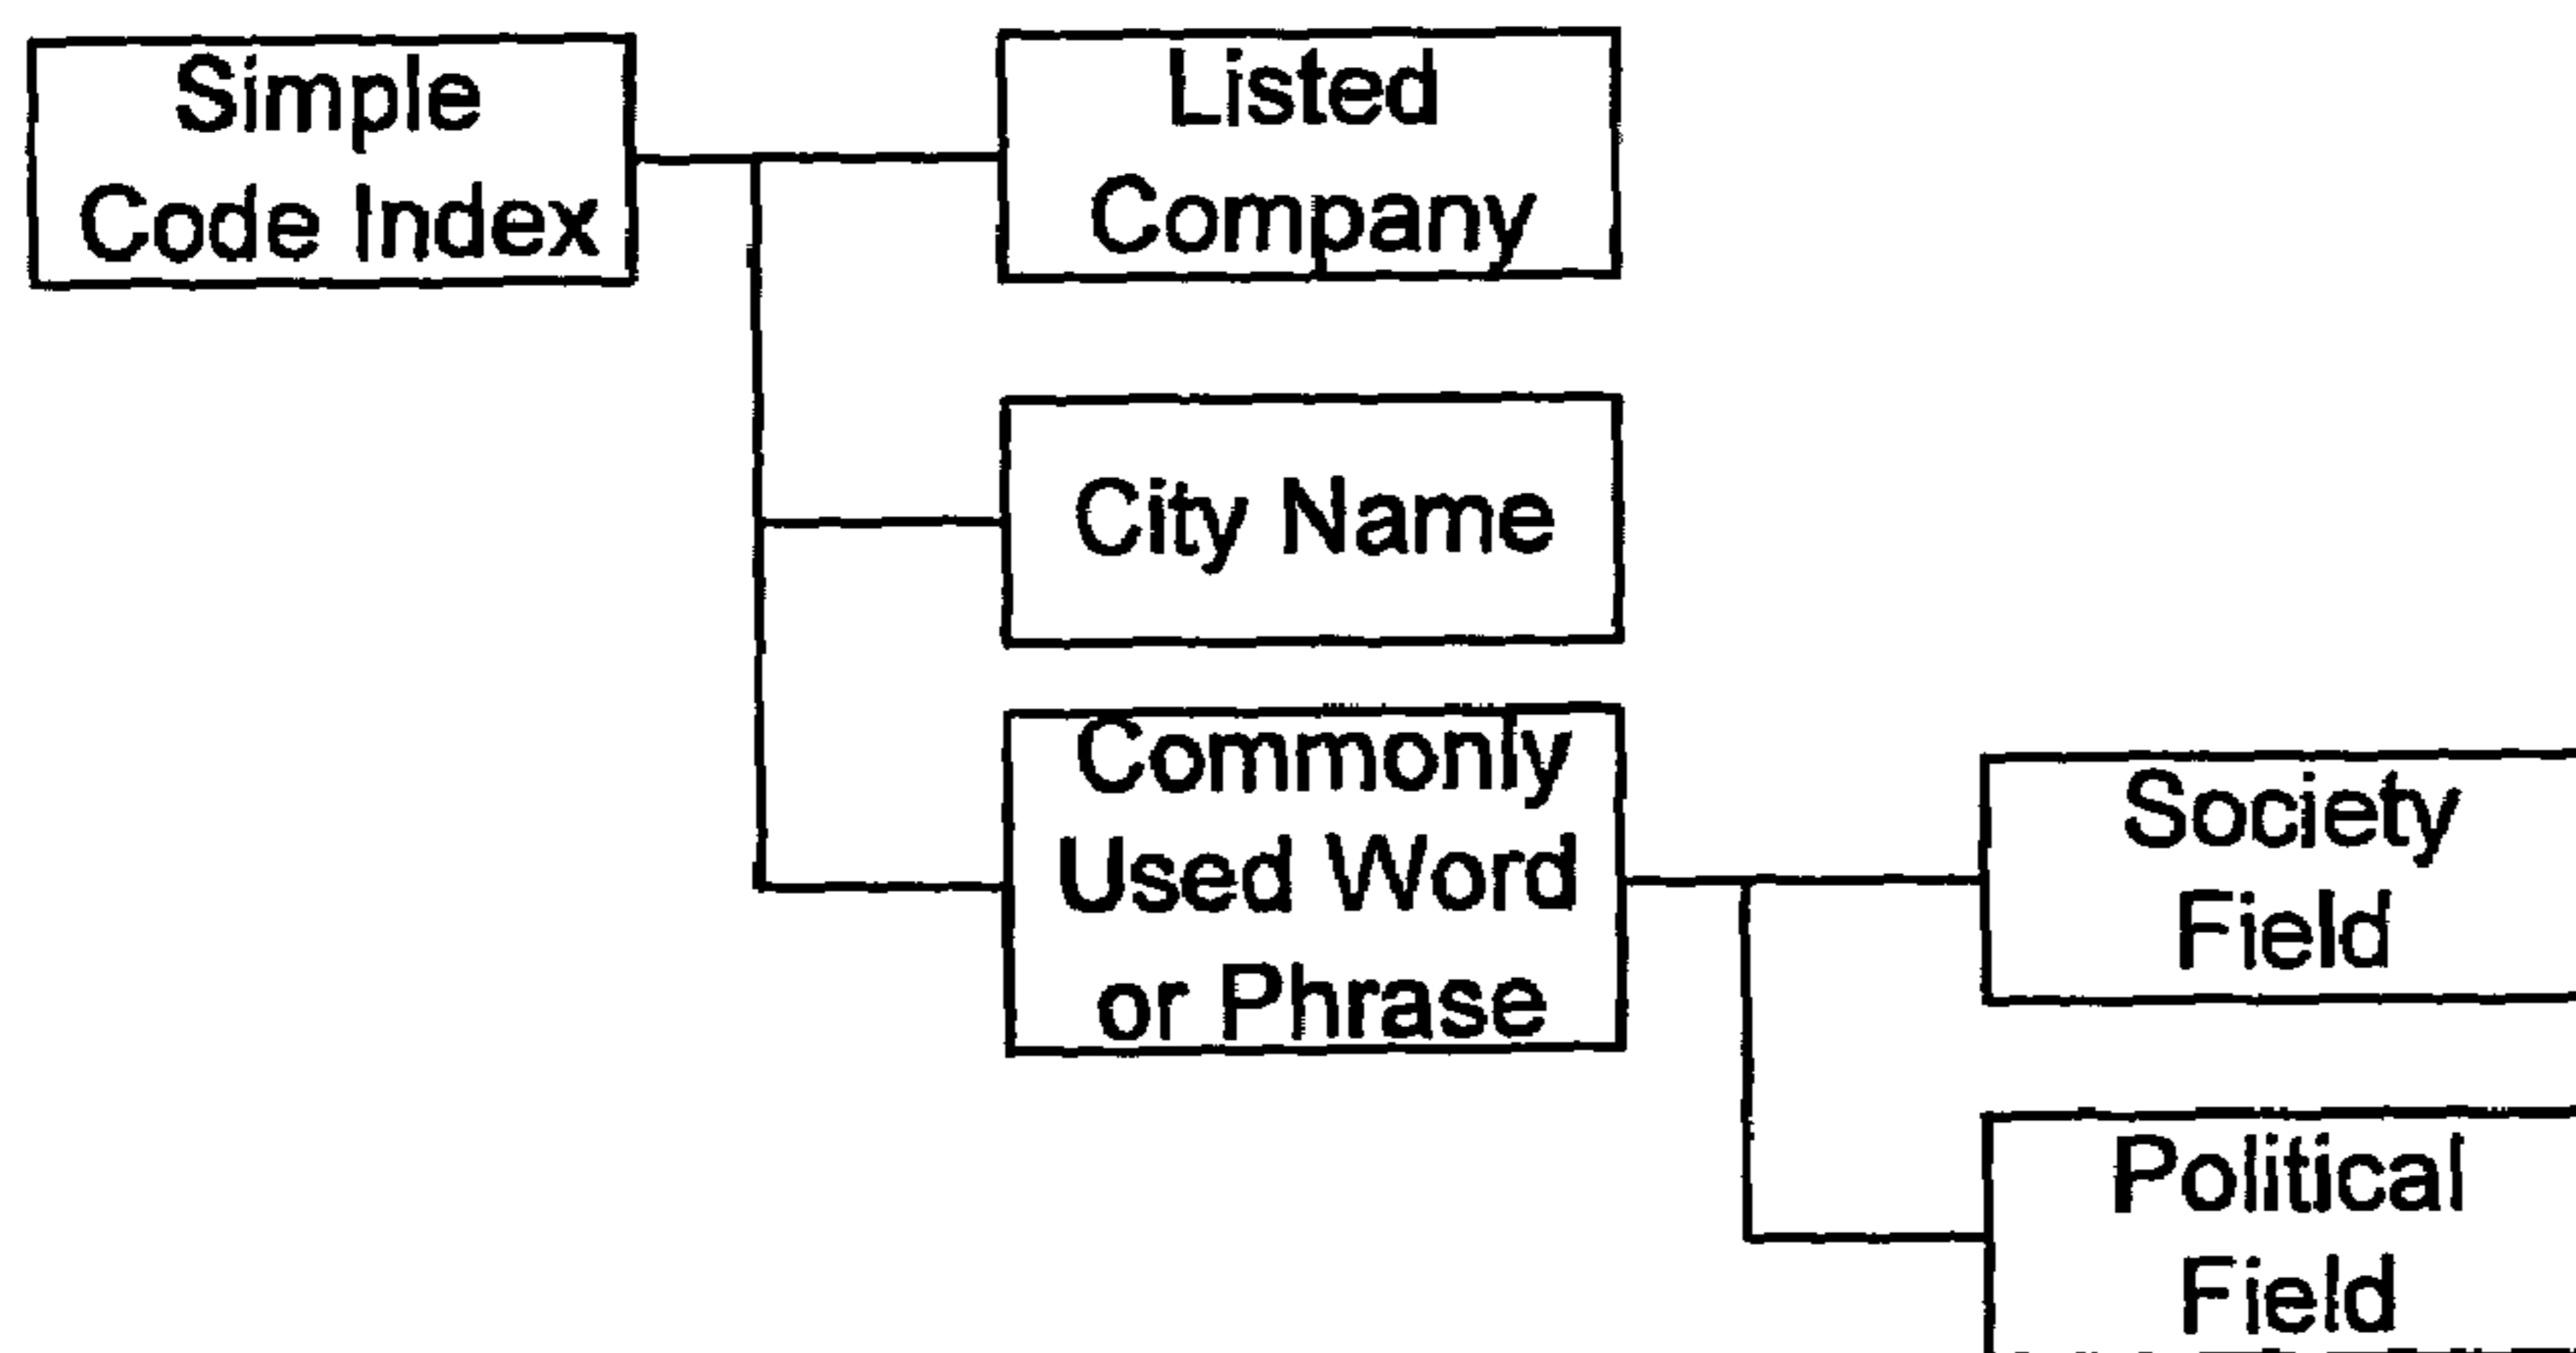 Simple
Code Index
Listed
Company
City Name
Commonly
Used Word
or Phrase
Society
Field
Political
Field